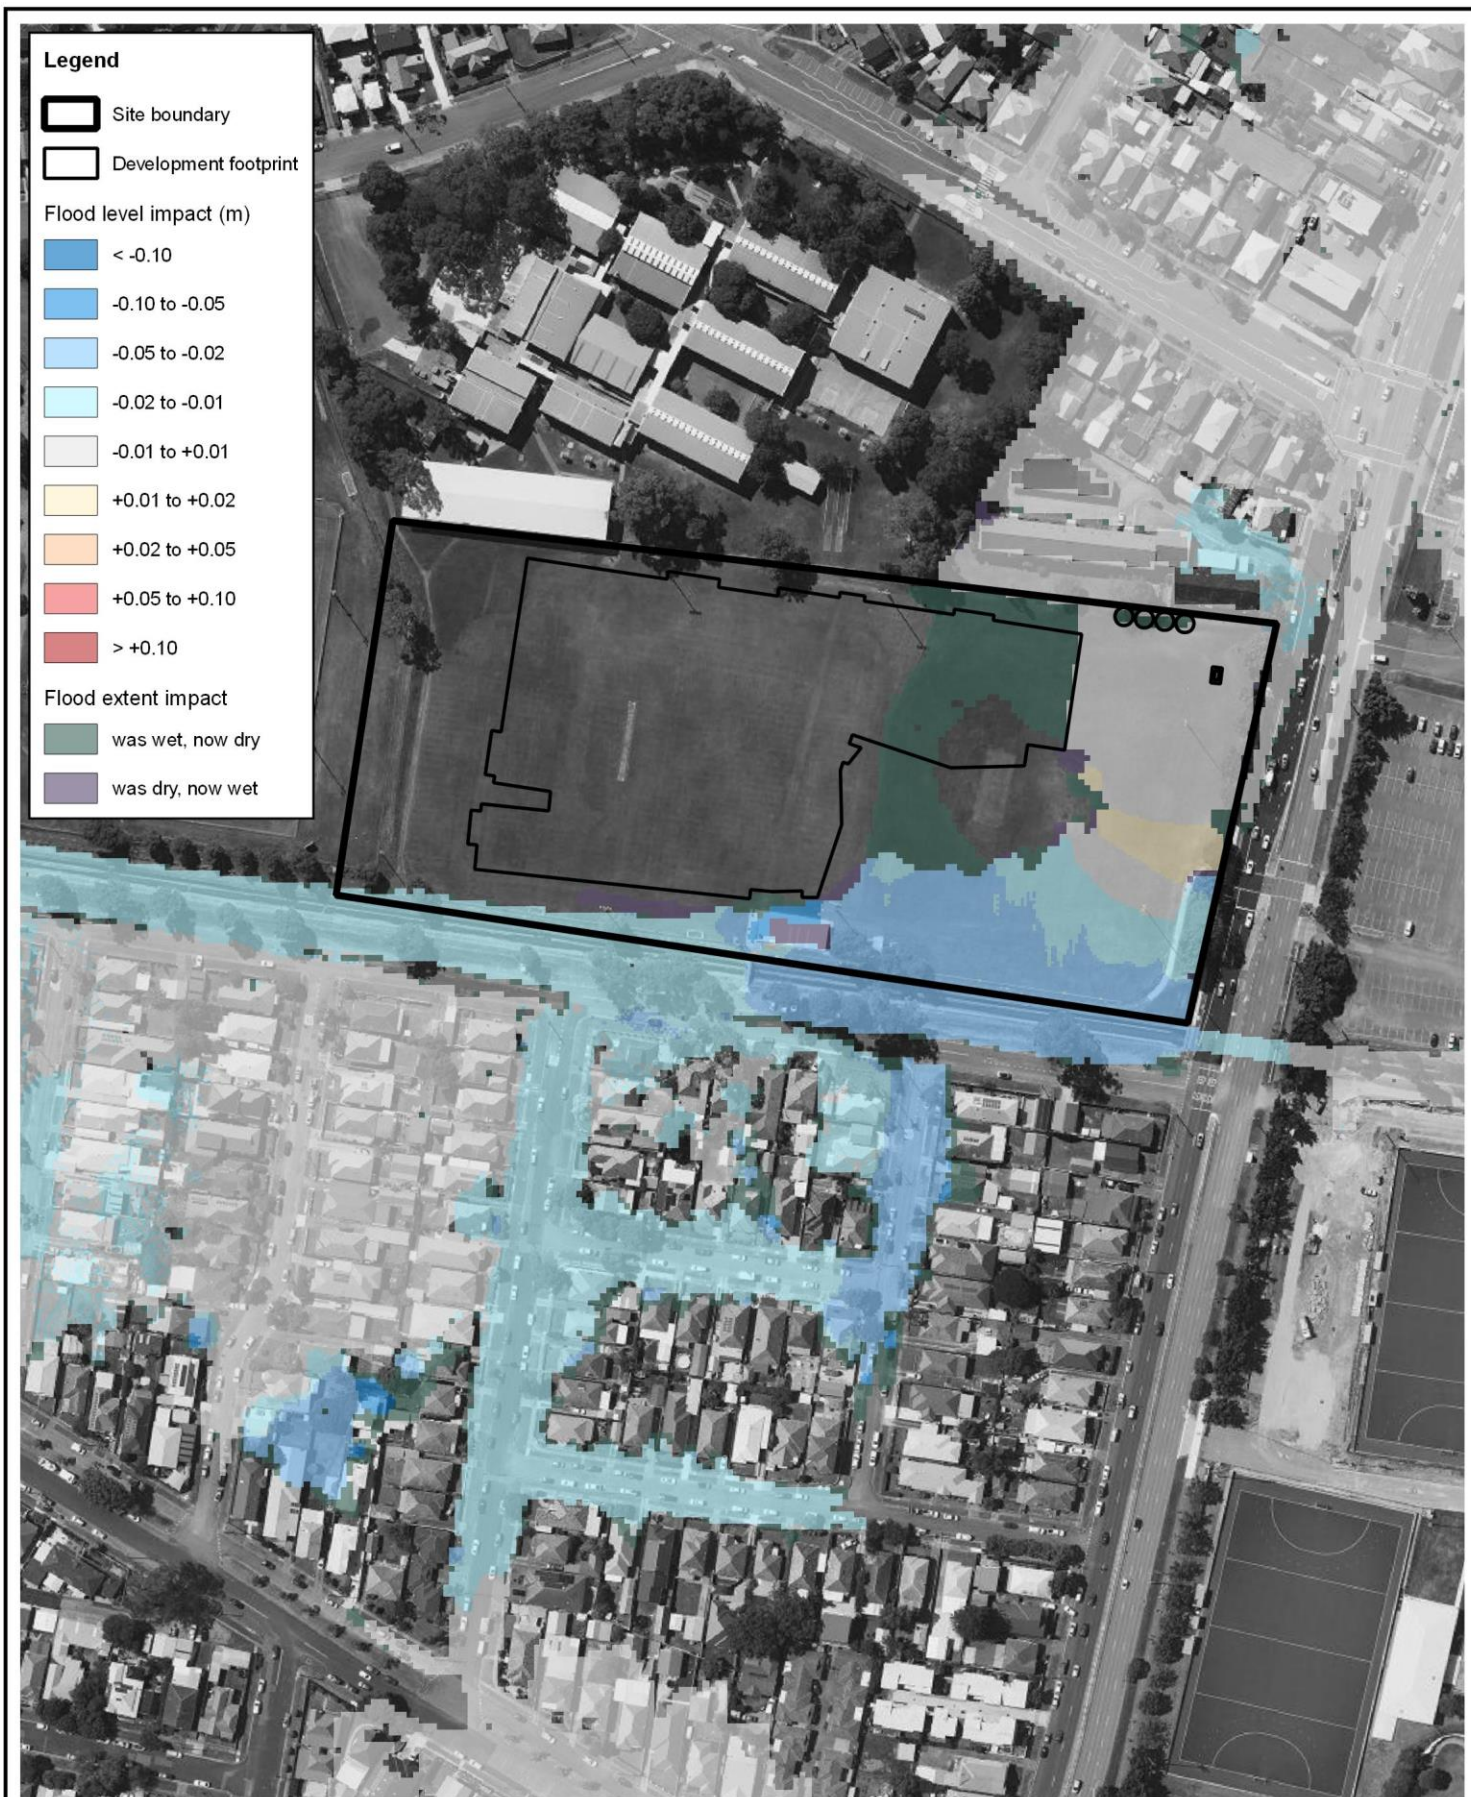 Legend
Site boundary
Development footprint
Flood level impact (m)
< -0.10
-0.10 to -0.05
-0.05 to -0.02
-0.02 to -0.01
-0.01 to +0.01
+0.01 to +0.02
+0.02 to +0.05
+0.05 to +0.10
> +0.10
Flood extent impact
was wet, now dry
was dry, now wet